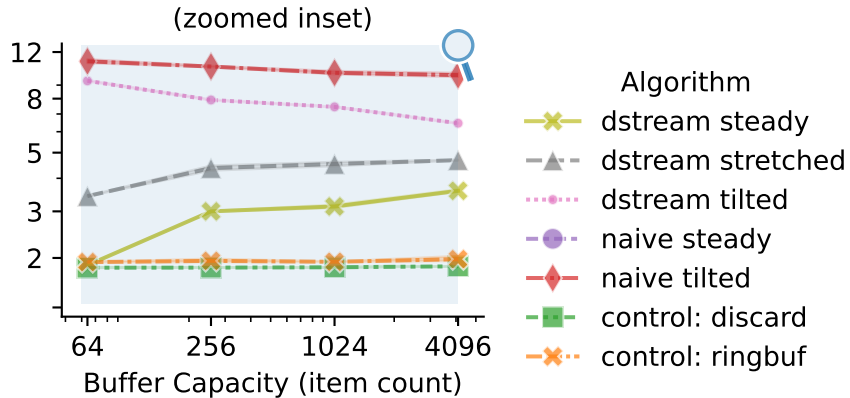 (zoomed inset)
12
8
5
3
2
64 256 1024 4096
Buffer Capacity (item count)
Algorithm
dstream steady
dstream stretched
dstream tilted
naive steady
naive tilted
control: discard
control: ringbuf